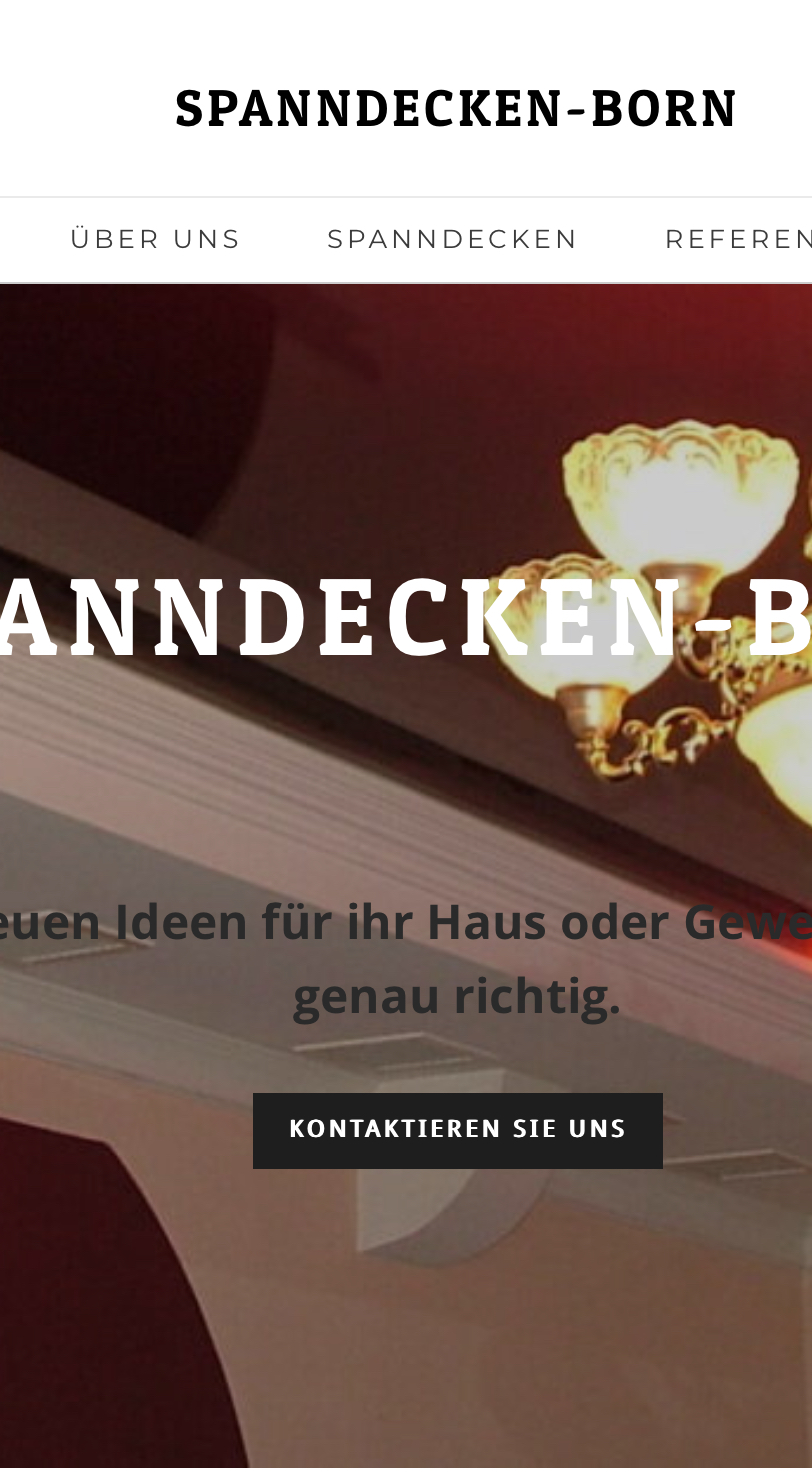 SPANNDECKEN-BORN
ÜBER UNS SPANNDECKEN REFEREN
ANNDECKEN-B
euen Ideen für ihr Haus oder Gewe
genau richtig.
KONTAKTIEREN SIE UNS